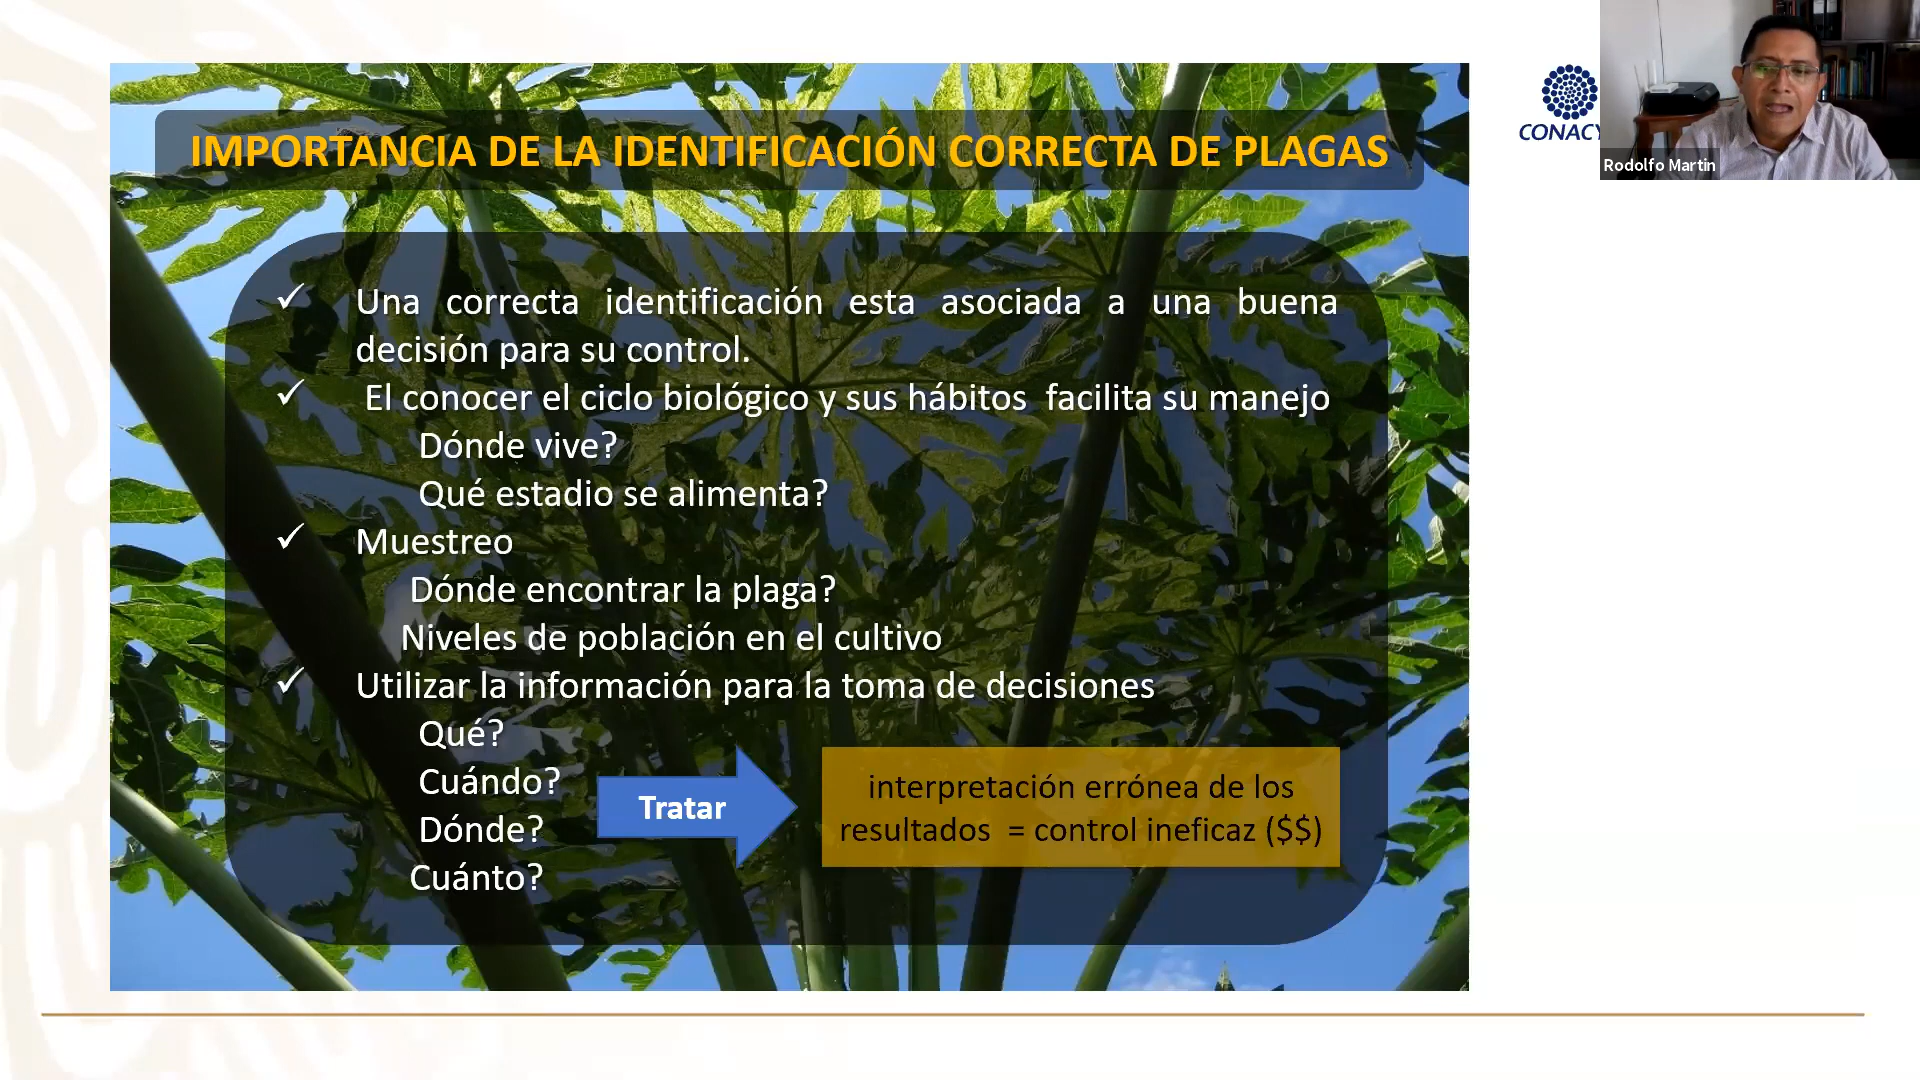 IMPORTANCIA DE LA IDENTIFICACIÓN CORRECTA DE PLAGAS
✓ Una correcta identificación esta asociada a una buena
decisión para su control.
✓ El conocer el ciclo biológico y sus hábitos facilita su manejo
Dónde vive?
Qué estadio se alimenta?
✓ Muestreo
Dónde encontrar la plaga?
Niveles de población en el cultivo
✓ Utilizar la información para la toma de decisiones
Qué?
Cuándo?
Dónde?
Cuánto?
Tratar
interpretación errónea de los
resultados = control ineficaz ($$)
CONACY
Rodolfo Martin